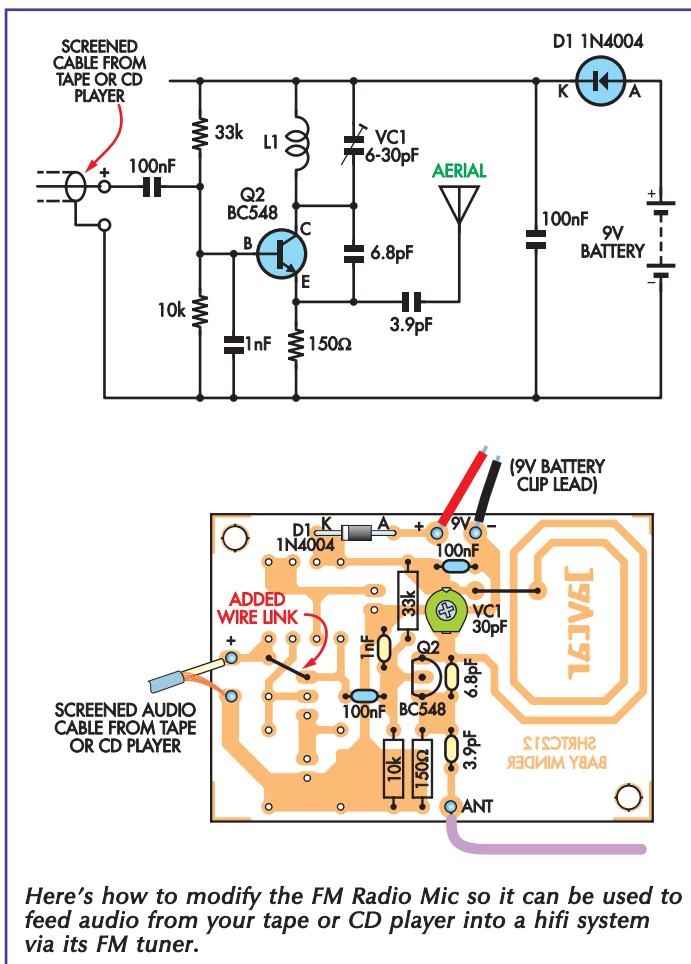 SCREENED
CABLE FROM
TAPE OR CD
PLAYER
D1 1N4004
K
A
33k
L1
VC1
6-30pF
100nF
+
AERIAL
Q2
BC548
C
B
E
6.8pF
100nF
+
9V
BATTERY
−
10k
1nF
150Ω
3.9pF
(9V BATTERY
CLIP LEAD)
K
A
D1
1N4004
+
9V
−
100nF
33k
VC1
30pF
JAYCAR
ADDED
WIRE LINK
1nF
Q2
+
6.8pF
SCREENED AUDIO
CABLE FROM TAPE
OR CD PLAYER
100nF
BC548
10k
150Ω
3.9pF
SHRTC212
BABY MINDER
ANT
Here's how to modify the FM Radio Mic so it can be used to
feed audio from your tape or CD player into a hifi system
via its FM tuner.